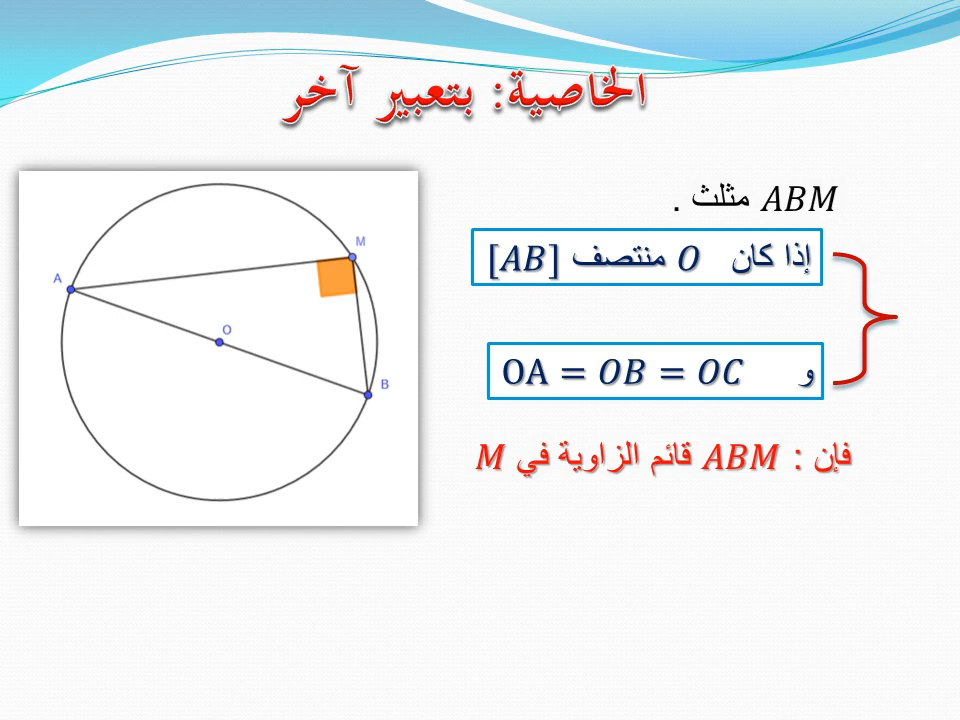 الخاصية: بتعبير آخر
ABM مثلث .
إذا كان O منتصف [AB]
و OA = OB = OC
فإن : ABM قائم الزاوية في M
A
M
O
B